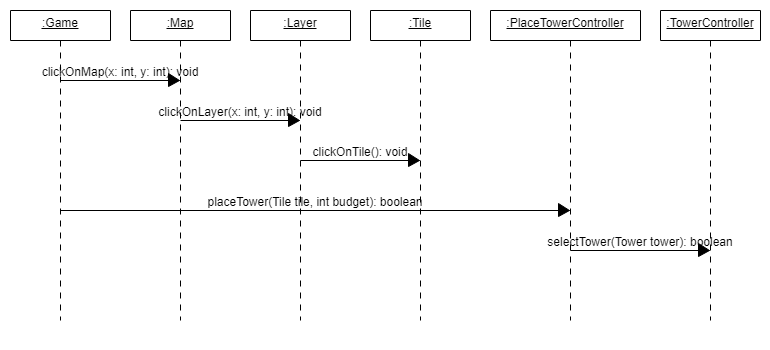 :Game
:Map
:Layer
:Tile
:PlaceTowerController
:TowerController
clickOnMap(x: int, y: int): void
clickOnLayer(x: int, y: int): void
clickOnTile(): void
placeTower(Tile tile, int budget): boolean
selectTower(Tower tower): boolean